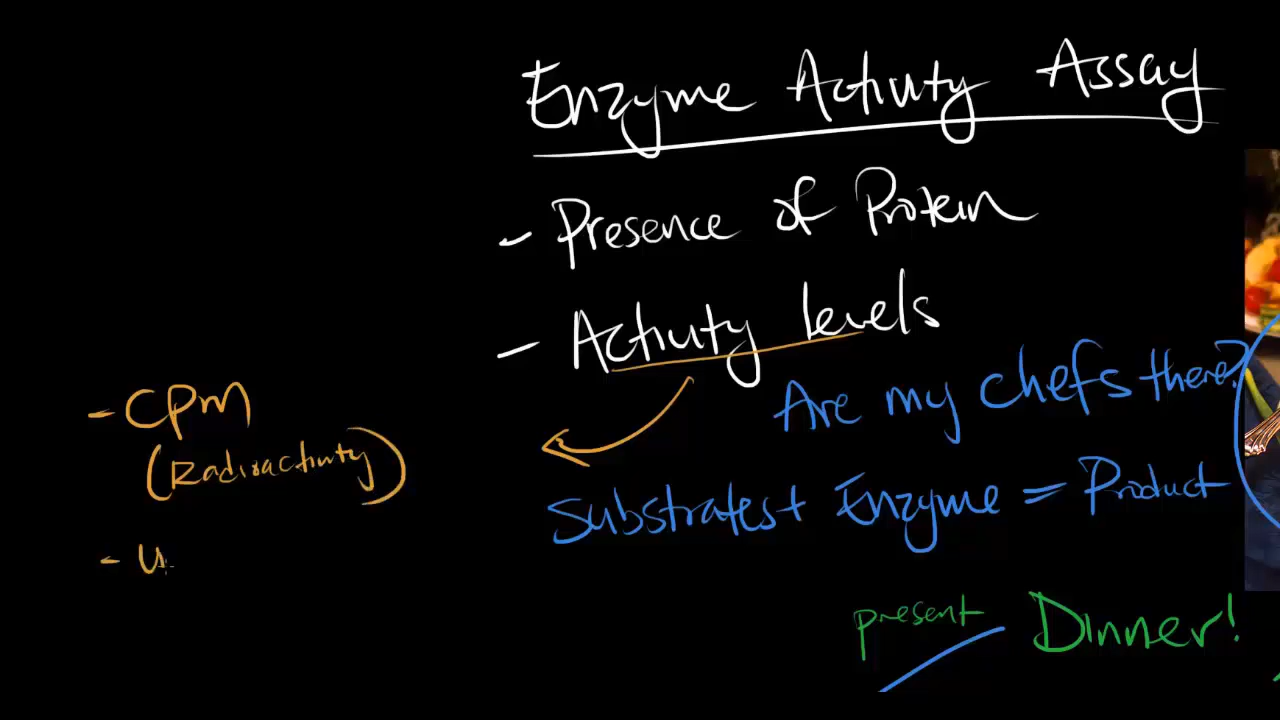 Enzyme Activity Assay
- Presence of Protein
- Activity levels
Are my chefs there?
- CPM
(Radioactivity)
Substrates + Enzyme = Product
- U
present Dinner!